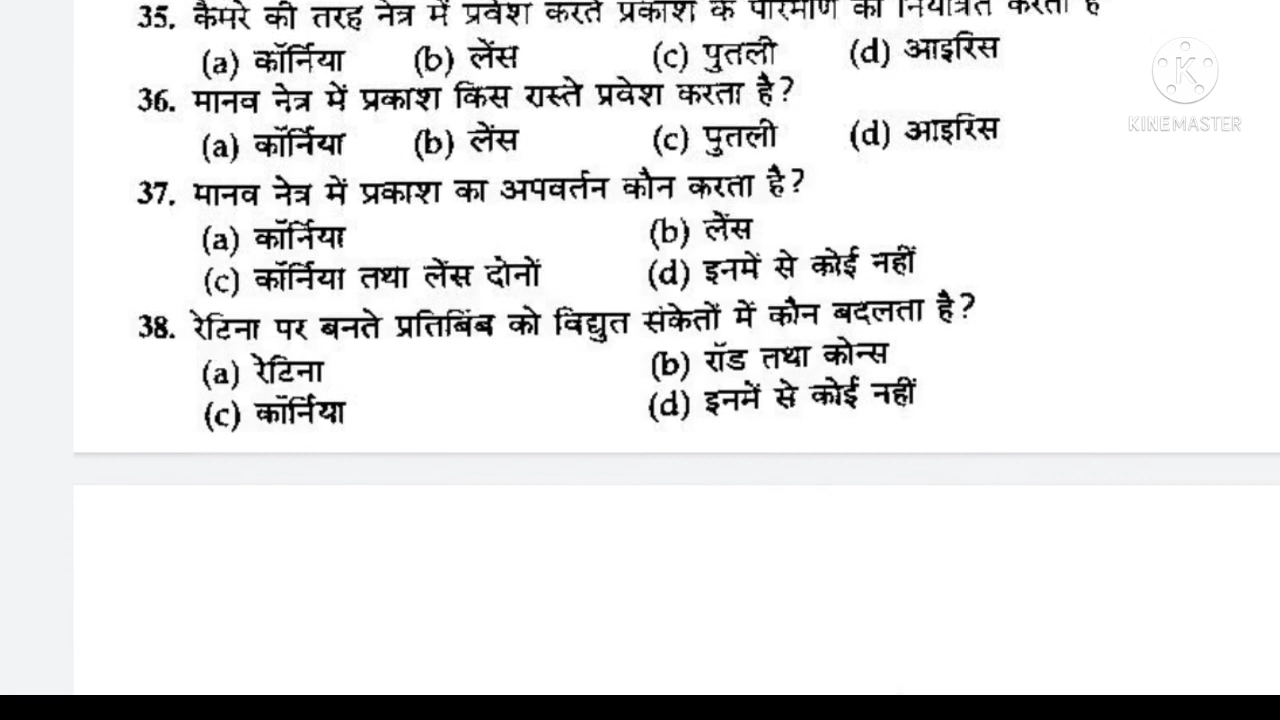 35. कैमरे की तरह नेत्र में प्रवेश करते प्रकाश के परिमाण को नियंत्रित करता है
(a) कॉर्निया (b) लेंस (c) पुतली (d) आइरिस
36. मानव नेत्र में प्रकाश किस रास्ते प्रवेश करता है?
(a) कॉर्निया (b) लेंस (c) पुतली (d) आइरिस
37. मानव नेत्र में प्रकाश का अपवर्तन कौन करता है?
(a) कॉर्निया (b) लेंस
(c) कॉर्निया तथा लेंस दोनों (d) इनमें से कोई नहीं
38. रेटिना पर बनते प्रतिबिंब को विद्युत संकेतों में कौन बदलता है?
(a) रेटिना (b) रॉड तथा कोन्स
(c) कॉर्निया (d) इनमें से कोई नहीं
K
KINEMASTER